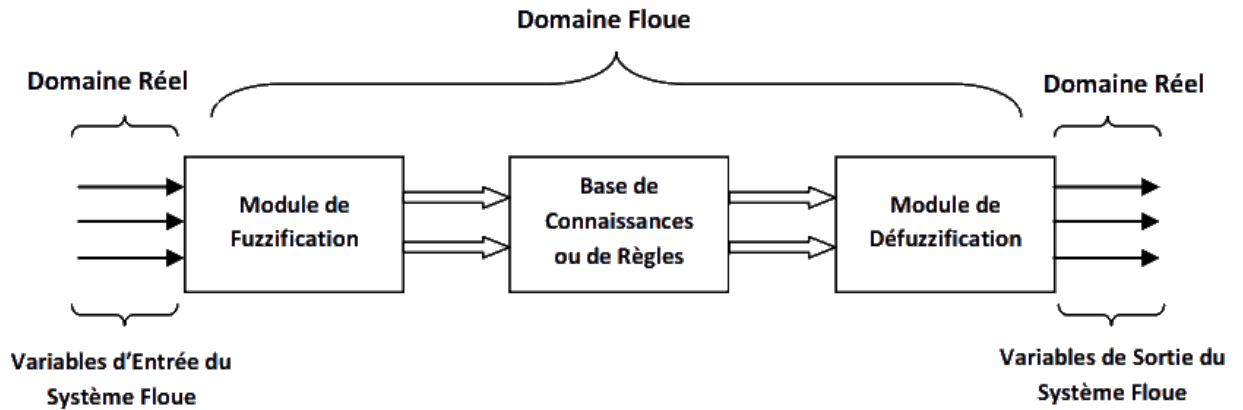 Domaine Floue
Domaine Réel
Domaine Réel
Module de
Fuzzification
Base de
Connaissances
ou de Règles
Module de
Défuzzification
Variables d'Entrée du
Système Floue
Variables de Sortie du
Système Floue